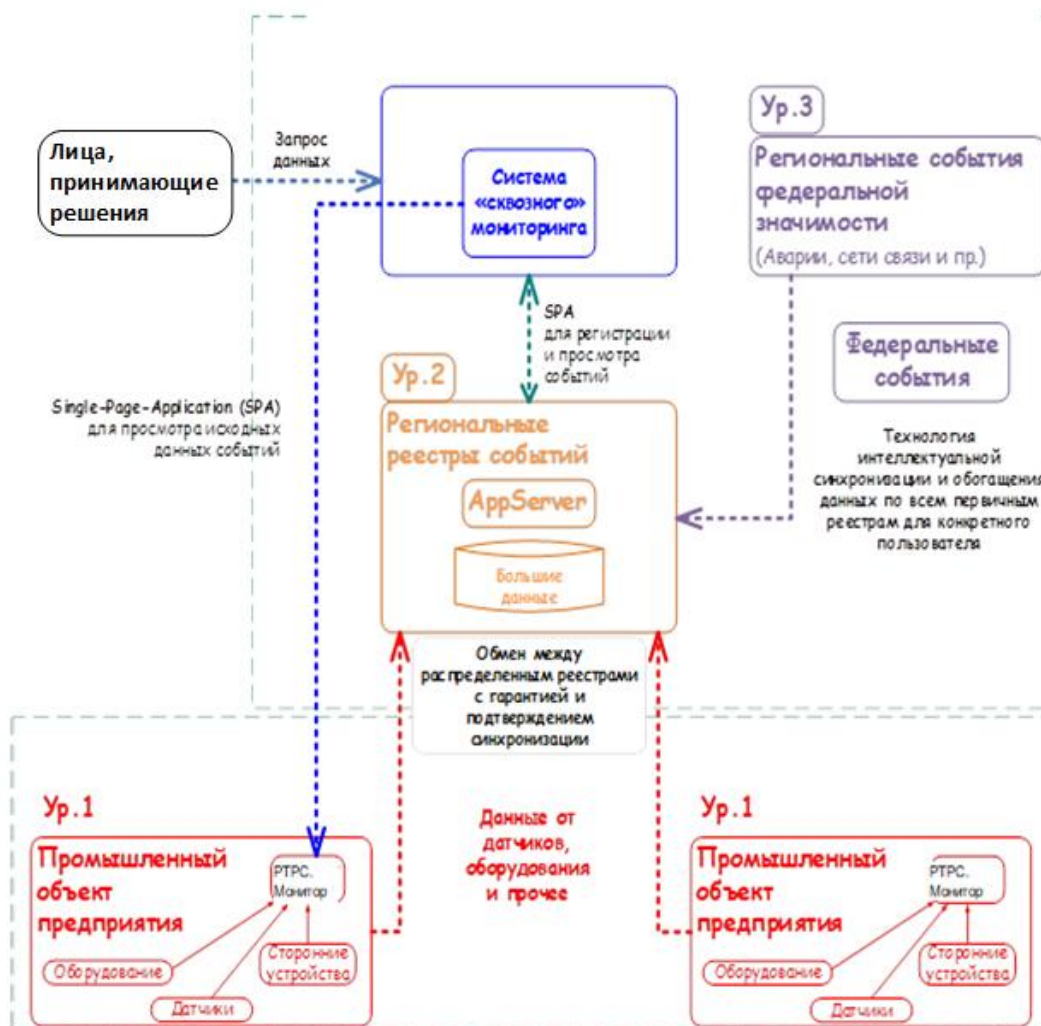 Лица,
принимающие
решения
Запрос
данных
Система
«сквозного»
мониторинга
Ур.3
Региональные события
федеральной
значимости
(Аварии, сети связи и пр.)
SPA
для регистрации
и просмотра
событий
Федеральные
события
Single-Page-Application (SPA)
для просмотра исходных
данных событий
Ур.2
Региональные
реестры событий
AppServer
Большие
данные
Технология
интеллектуальной
синхронизации и обогащения
данных по всем первичным
реестрам для конкретного
пользователя
Обмен между
распределенным реестрами
с гарантией и
подтверждением
синхронизации
Ур.1
Промышленный
объект
предприятия
РТРС.
Монитор
Оборудование
Сторонние
устройства
Датчики
Данные от
датчиков,
оборудования
и прочее
Ур.1
Промышленный
объект
предприятия
РТРС.
Монитор
Оборудование
Сторонние
устройства
Датчики